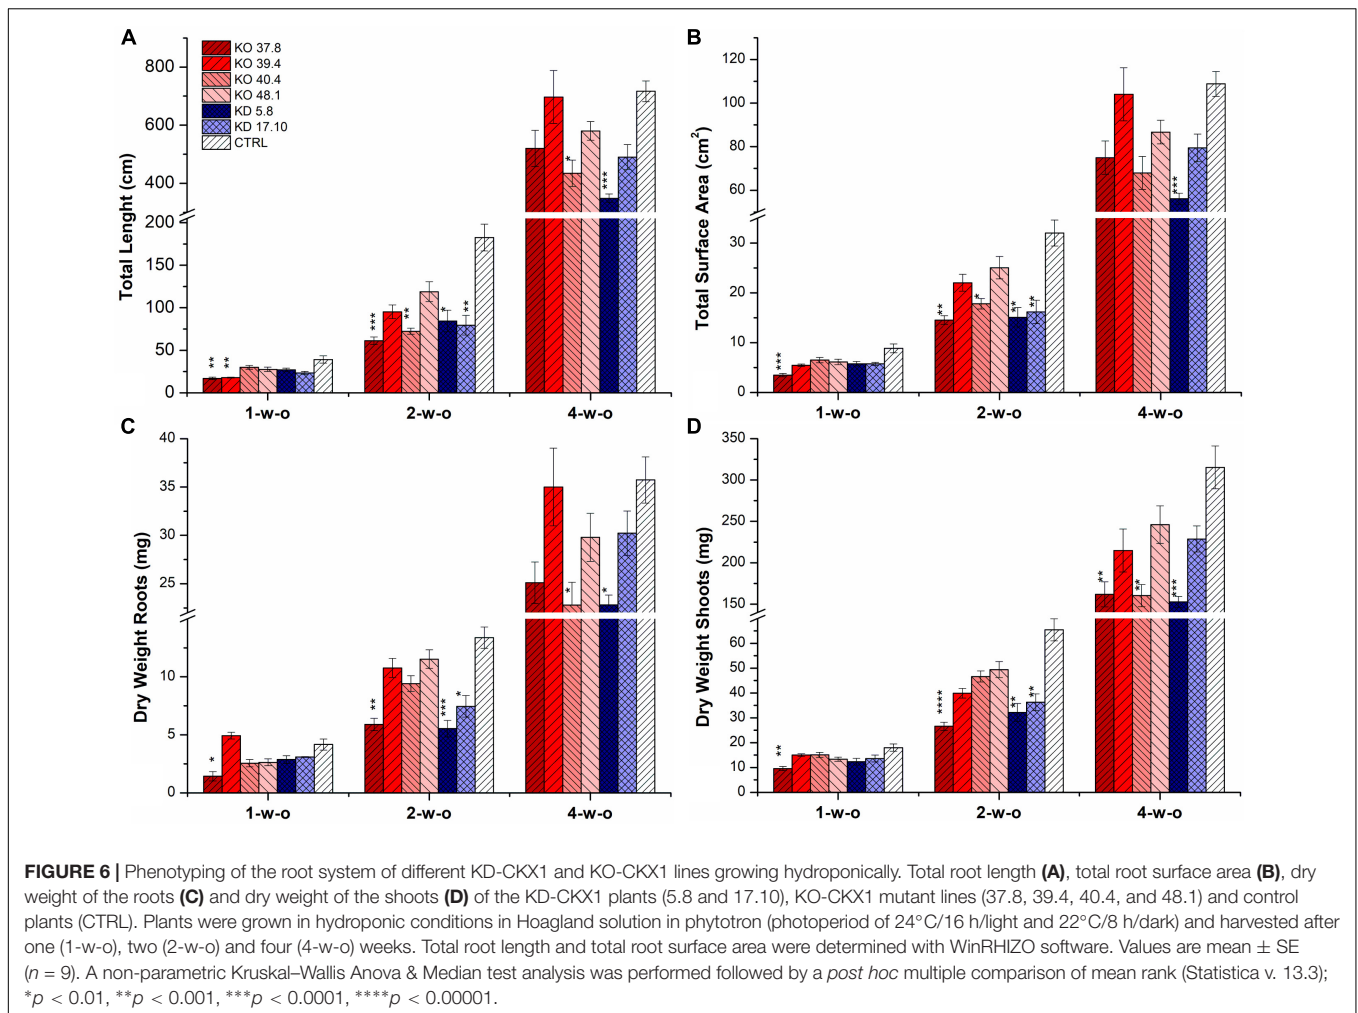 A
KO 37.8
KO 39.4
KO 40.4
KO 48.1
KD 5.8
KD 17.10
CTRL
Total Lenght (cm)
800
600
400
200
150
100
50
0
** ** *** ** * ** * ***
1-w-o 2-w-o 4-w-o
B
Total Surface Area (cm²)
120
100
80
60
30
20
10
0
*** ** * ** ** ***
1-w-o 2-w-o 4-w-o
C
Dry Weight Roots (mg)
40
35
30
25
10
5
0
* ** *** * * *
1-w-o 2-w-o 4-w-o
D
Dry Weight Shoots (mg)
350
300
250
200
150
60
50
40
30
20
10
0
** **** ** ** ** ** ***
1-w-o 2-w-o 4-w-o
FIGURE 6 | Phenotyping of the root system of different KD-CKX1 and KO-CKX1 lines growing hydroponically. Total root length (A), total root surface area (B), dry
weight of the roots (C) and dry weight of the shoots (D) of the KD-CKX1 plants (5.8 and 17.10), KO-CKX1 mutant lines (37.8, 39.4, 40.4, and 48.1) and control
plants (CTRL). Plants were grown in hydroponic conditions in Hoagland solution in phytotron (photoperiod of 24°C/16 h/light and 22°C/8 h/dark) and harvested after
one (1-w-o), two (2-w-o) and four (4-w-o) weeks. Total root length and total root surface area were determined with WinRHIZO software. Values are mean ± SE
(n = 9). A non-parametric Kruskal–Wallis Anova & Median test analysis was performed followed by a post hoc multiple comparison of mean rank (Statistica v. 13.3);
*p < 0.01, **p < 0.001, ***p < 0.0001, ****p < 0.00001.